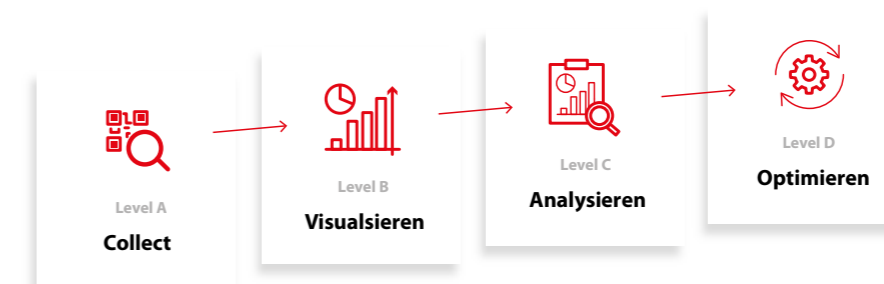 Level A
Collect
Level B
Visualsieren
Level C
Analysieren
Level D
Optimieren